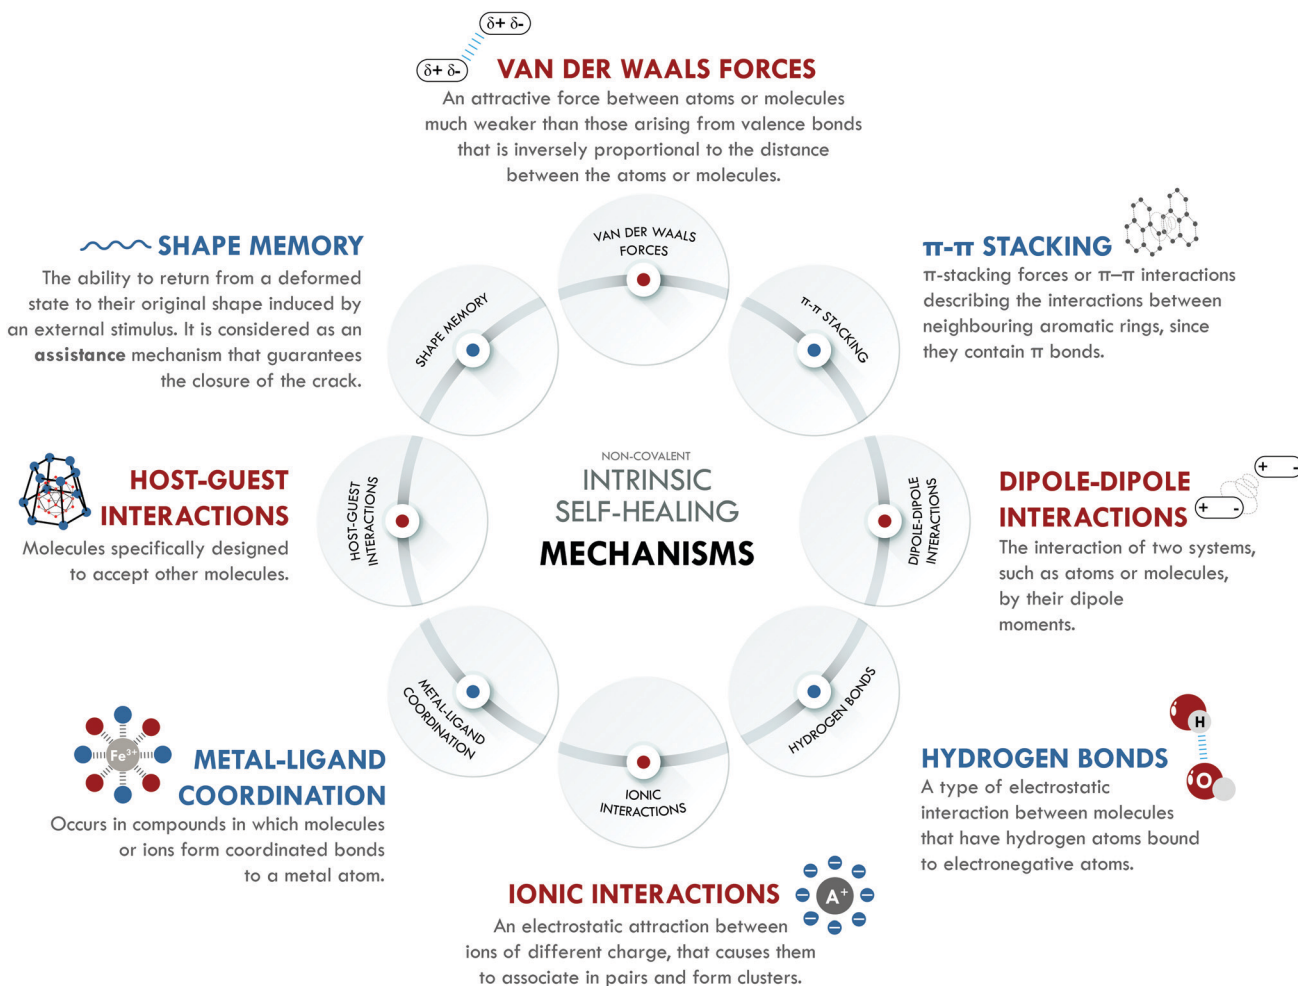 δ+ δ-
δ+ δ-
VAN DER WAALS FORCES
An attractive force between atoms or molecules
much weaker than those arising from valence bonds
that is inversely proportional to the distance
between the atoms or molecules.
SHAPE MEMORY
The ability to return from a deformed
state to their original shape induced by
an external stimulus. It is considered as an
assistance mechanism that guarantees
the closure of the crack.
π-π STACKING
π-stacking forces or π–π interactions
describing the interactions between
neighbouring aromatic rings, since
they contain π bonds.
VAN DER WAALS
FORCES
SHAPE MEMORY
π-π STACKING
HOST-GUEST
INTERACTIONS
Molecules specifically designed
to accept other molecules.
HOST-GUEST
INTERACTIONS
NON-COVALENT
INTRINSIC
SELF-HEALING
MECHANISMS
DIPOLE-DIPOLE
INTERACTIONS
DIPOLE-DIPOLE
INTERACTIONS
+ -
+ -
The interaction of two systems,
such as atoms or molecules,
by their dipole
moments.
METAL-LIGAND
COORDINATION
IONIC
INTERACTIONS
HYDROGEN BONDS
Fe³⁺
METAL-LIGAND
COORDINATION
Occurs in compounds in which molecules
or ions form coordinated bonds
to a metal atom.
HYDROGEN BONDS
H
O
A type of electrostatic
interaction between molecules
that have hydrogen atoms bound
to electronegative atoms.
IONIC INTERACTIONS
A⁺
− − − − − − − −
An electrostatic attraction between
ions of different charge, that causes them
to associate in pairs and form clusters.